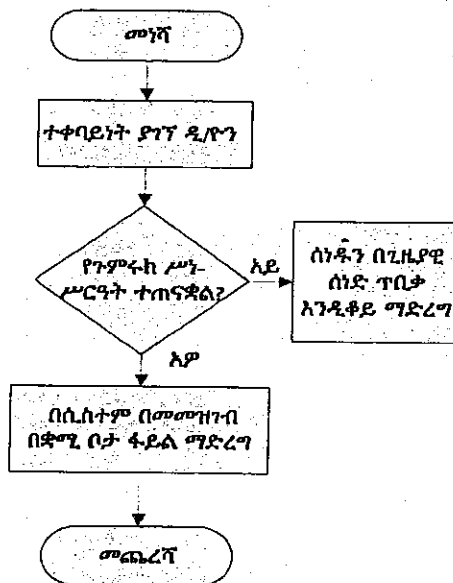 መነሻ
ተቀባይነት ያገኘ ዲ/ዮን
የጉምሩክ ሥነ-
ሥርዓት ተጠናቋል?
አይ
ሰነዱን በጊዜያዊ
ሰነድ ጥበቃ
እንዲቆይ ማድረግ
አዎ
በሲስተም በመመዝገብ
በቋሚ ቦታ ፋይል ማድረግ
መጨረሻ